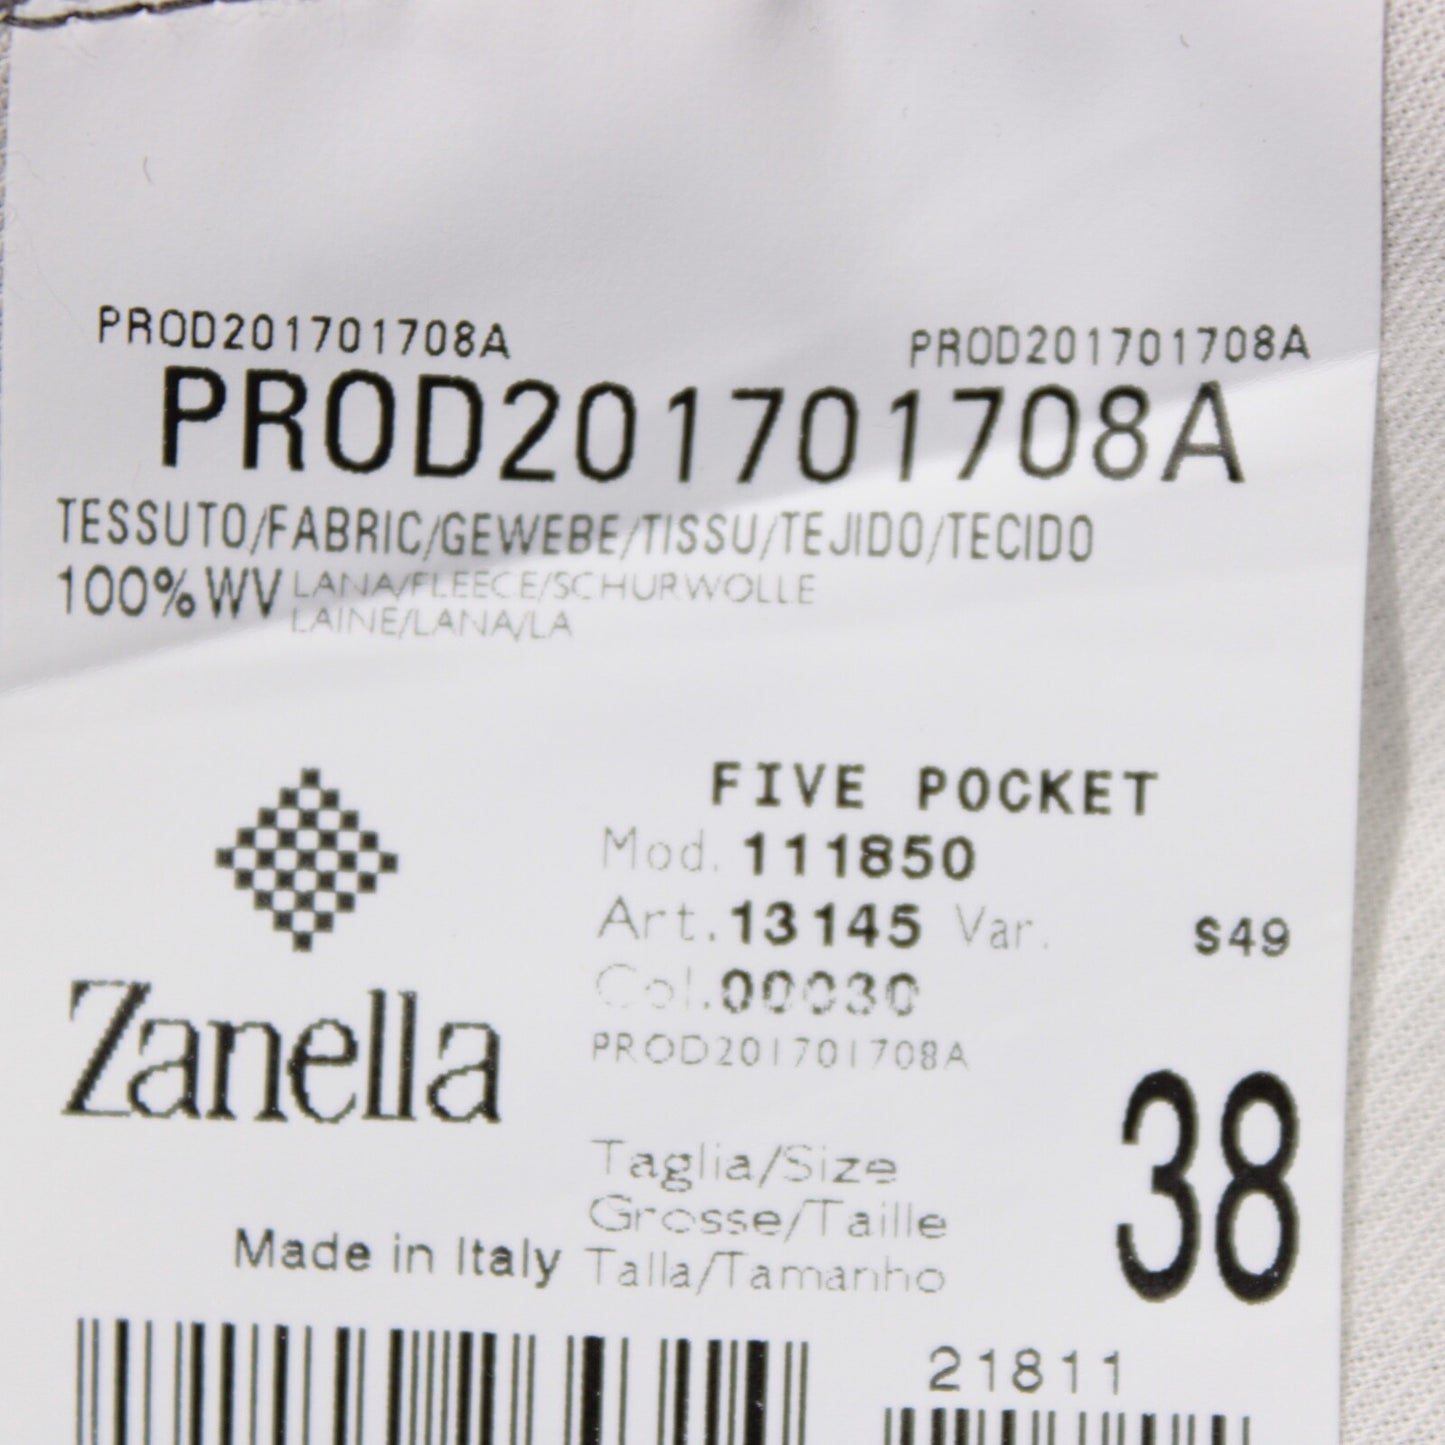 PROD201701708A PROD201701708A
PROD201701708A
TESSUTO/FABRIC/GEWEBE/TISSU/TEJIDO/TECIDO
100% WV LANA/FLEECE/SCHURWOLLE
LAINE/LANA/LA
FIVE POCKET
Mod. 111850
Art. 13145 Var. S49
Col. 00030
PROD201701708A
Zanella
Made in Italy
Taglia/Size
Grosse/Taille
Talla/Tamanho
38
21811